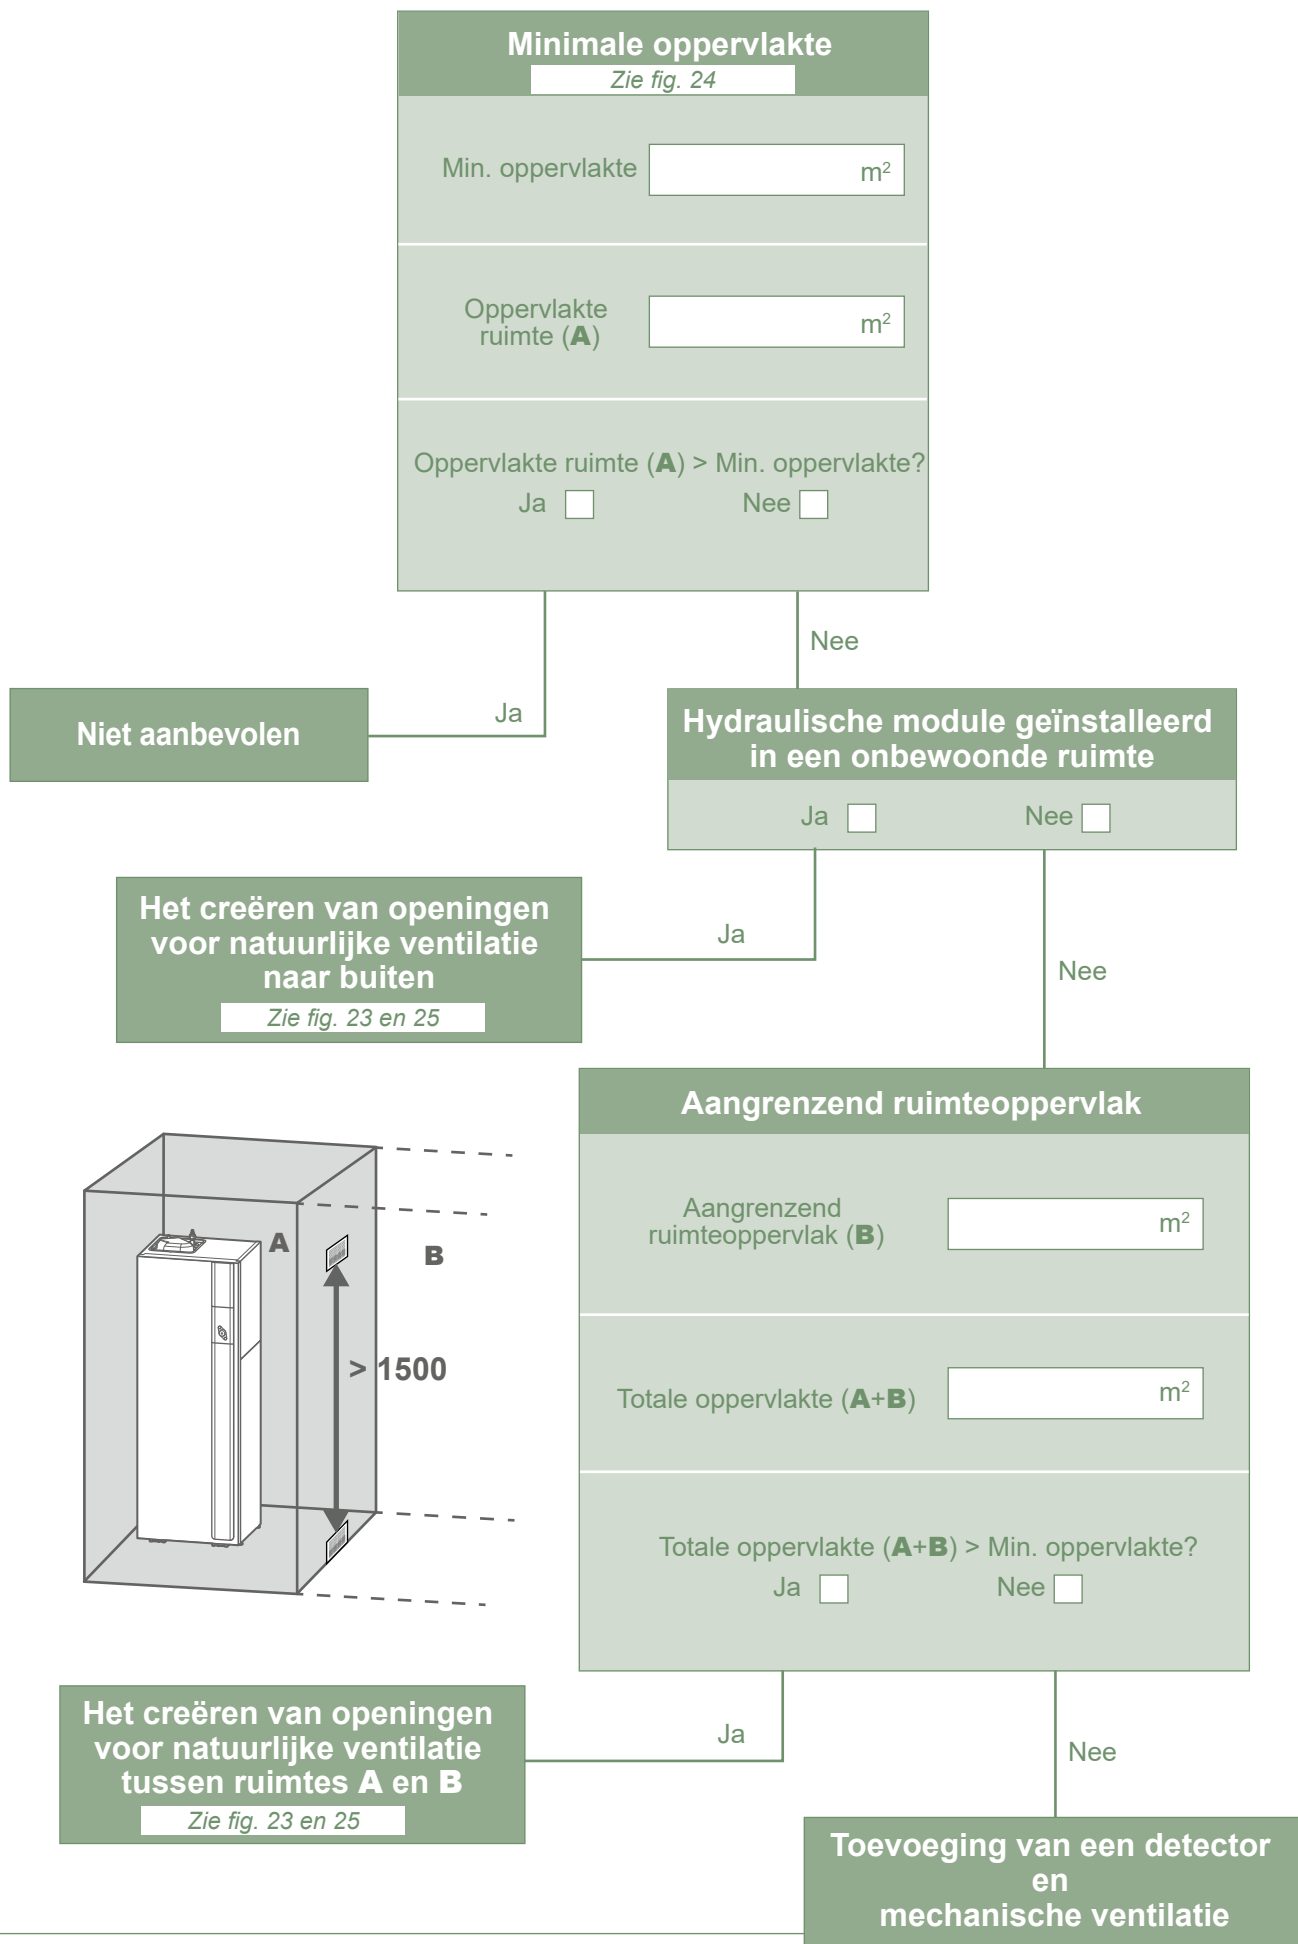 Minimale oppervlakte
Zie fig. 24
Min. oppervlakte
m²
Oppervlakte
ruimte (A)
m²
Oppervlakte ruimte (A) > Min. oppervlakte?
Ja
Nee
Nee
Ja
Niet aanbevolen
Hydraulische module geïnstalleerd
in een onbewoonde ruimte
Ja
Nee
Het creëren van openingen
voor natuurlijke ventilatie
naar buiten
Zie fig. 23 en 25
Ja
Nee
Aangrenzend ruimteoppervlak
Aangrenzend
ruimteoppervlak (B)
m²
Totale oppervlakte (A+B)
m²
Totale oppervlakte (A+B) > Min. oppervlakte?
Ja
Nee
A
B
> 1500
Het creëren van openingen
voor natuurlijke ventilatie
tussen ruimtes A en B
Zie fig. 23 en 25
Ja
Nee
Toevoeging van een detector
en
mechanische ventilatie